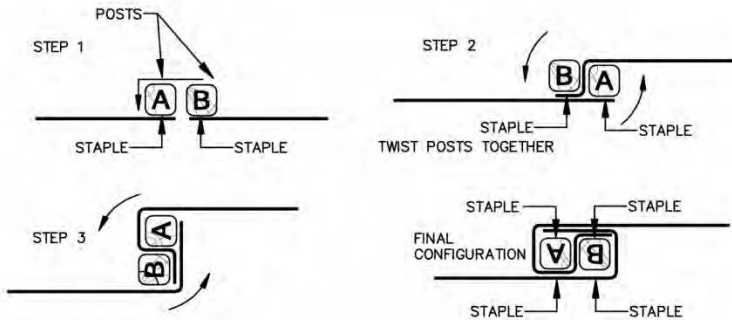 POSTS
STEP 1
A B
STAPLE STAPLE
STEP 2
B A
STAPLE STAPLE
TWIST POSTS TOGETHER
STEP 3
A
B
STAPLE STAPLE
FINAL
CONFIGURATION
A B
STAPLE STAPLE